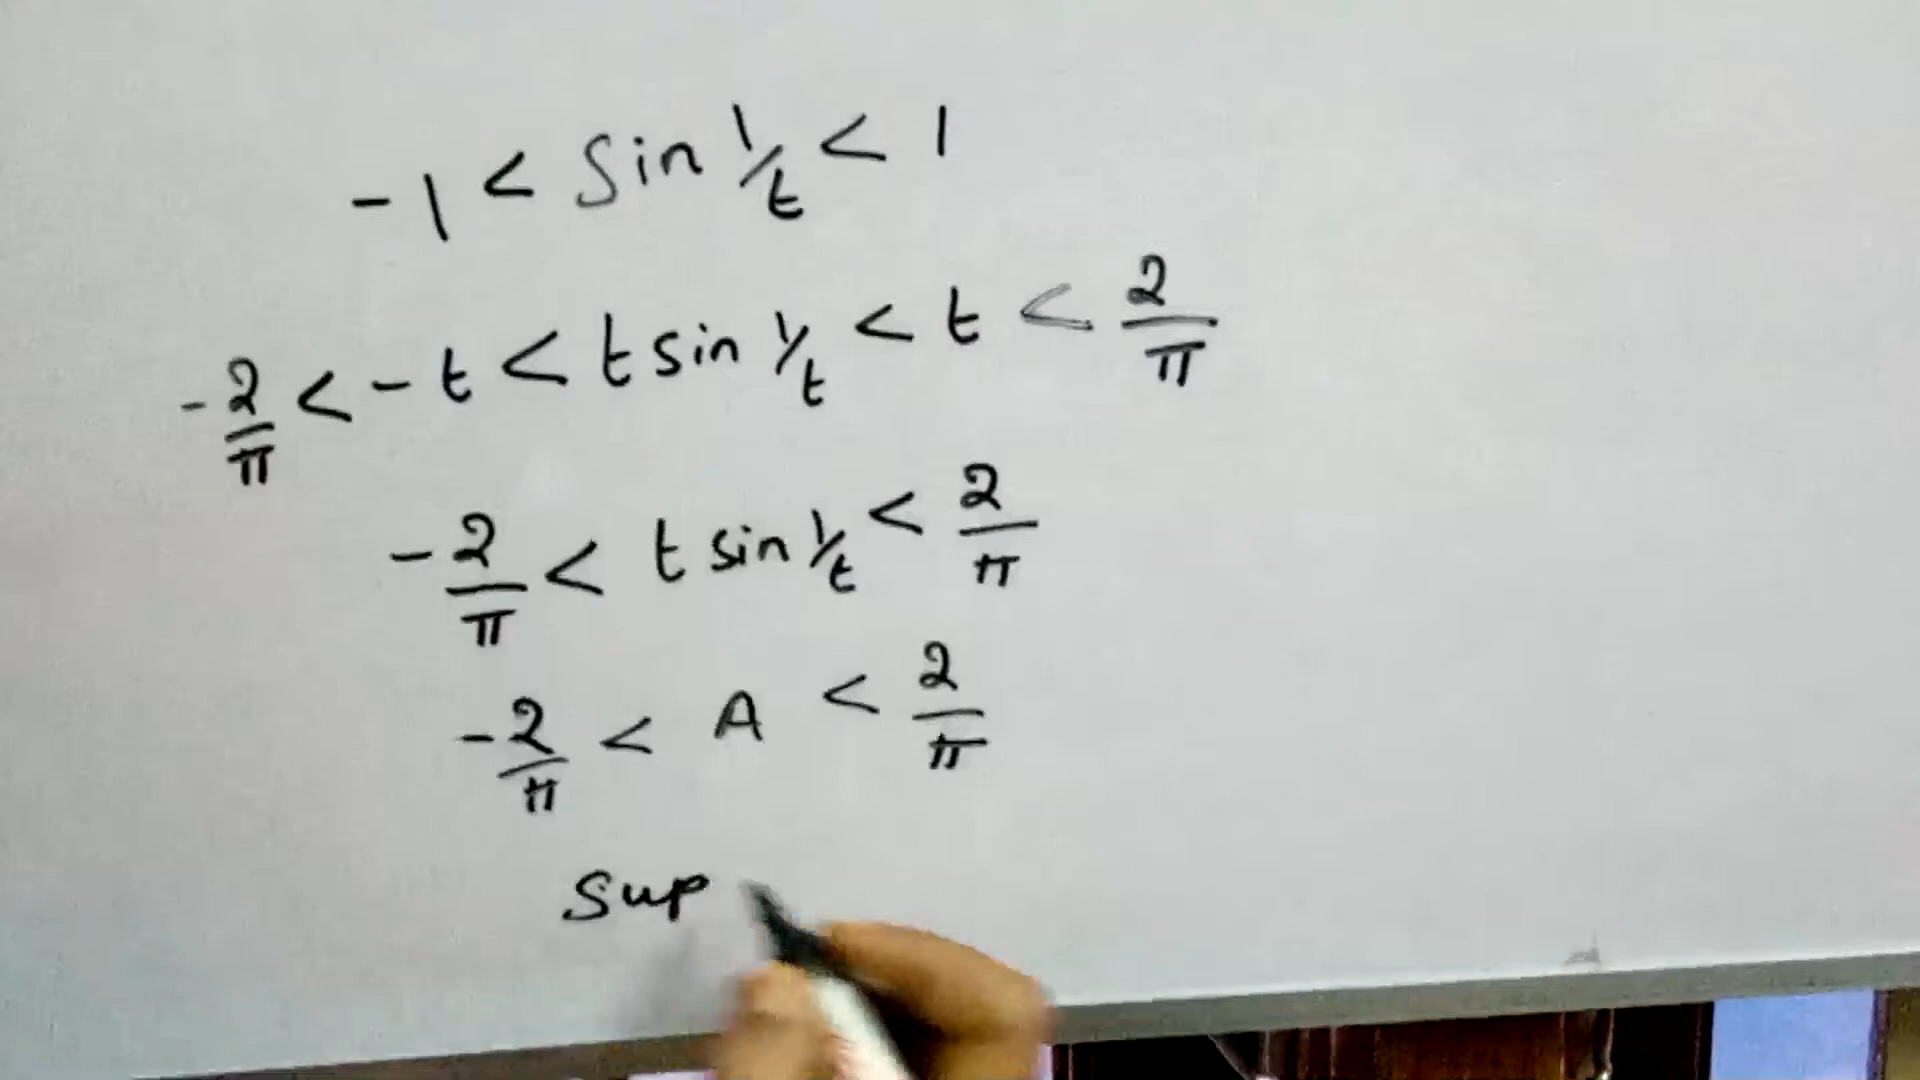 -1 < Sin 1/t < 1
-2/π < -t < t sin 1/t < t < 2/π
-2/π < t sin 1/t < 2/π
-2/π < A < 2/π
Sup